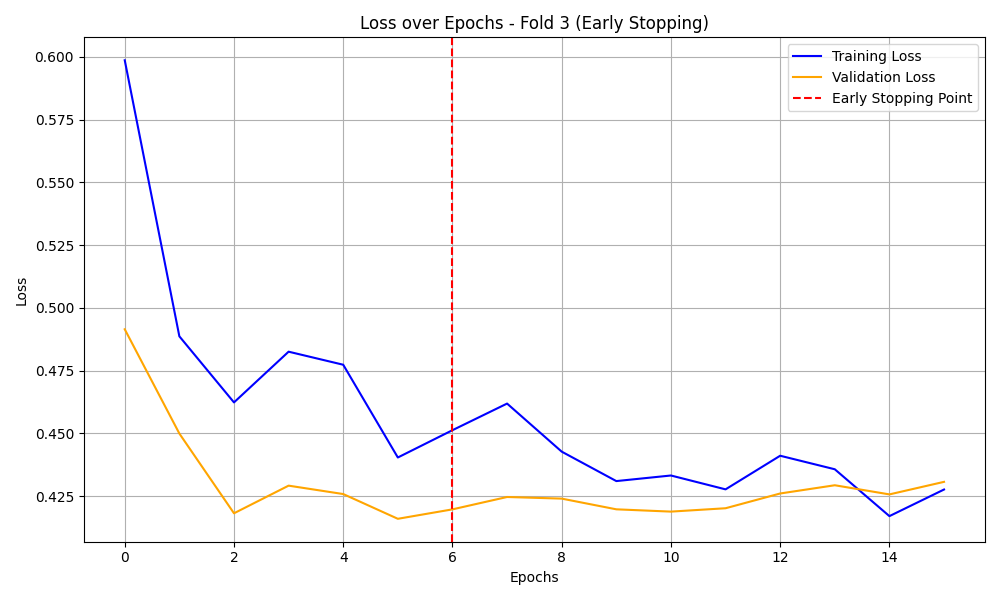 Loss over Epochs - Fold 3 (Early Stopping)
Training Loss
Validation Loss
Early Stopping Point
0.600
0.575
0.550
0.525
0.500
0.475
0.450
0.425
Loss
0 2 4 6 8 10 12 14
Epochs